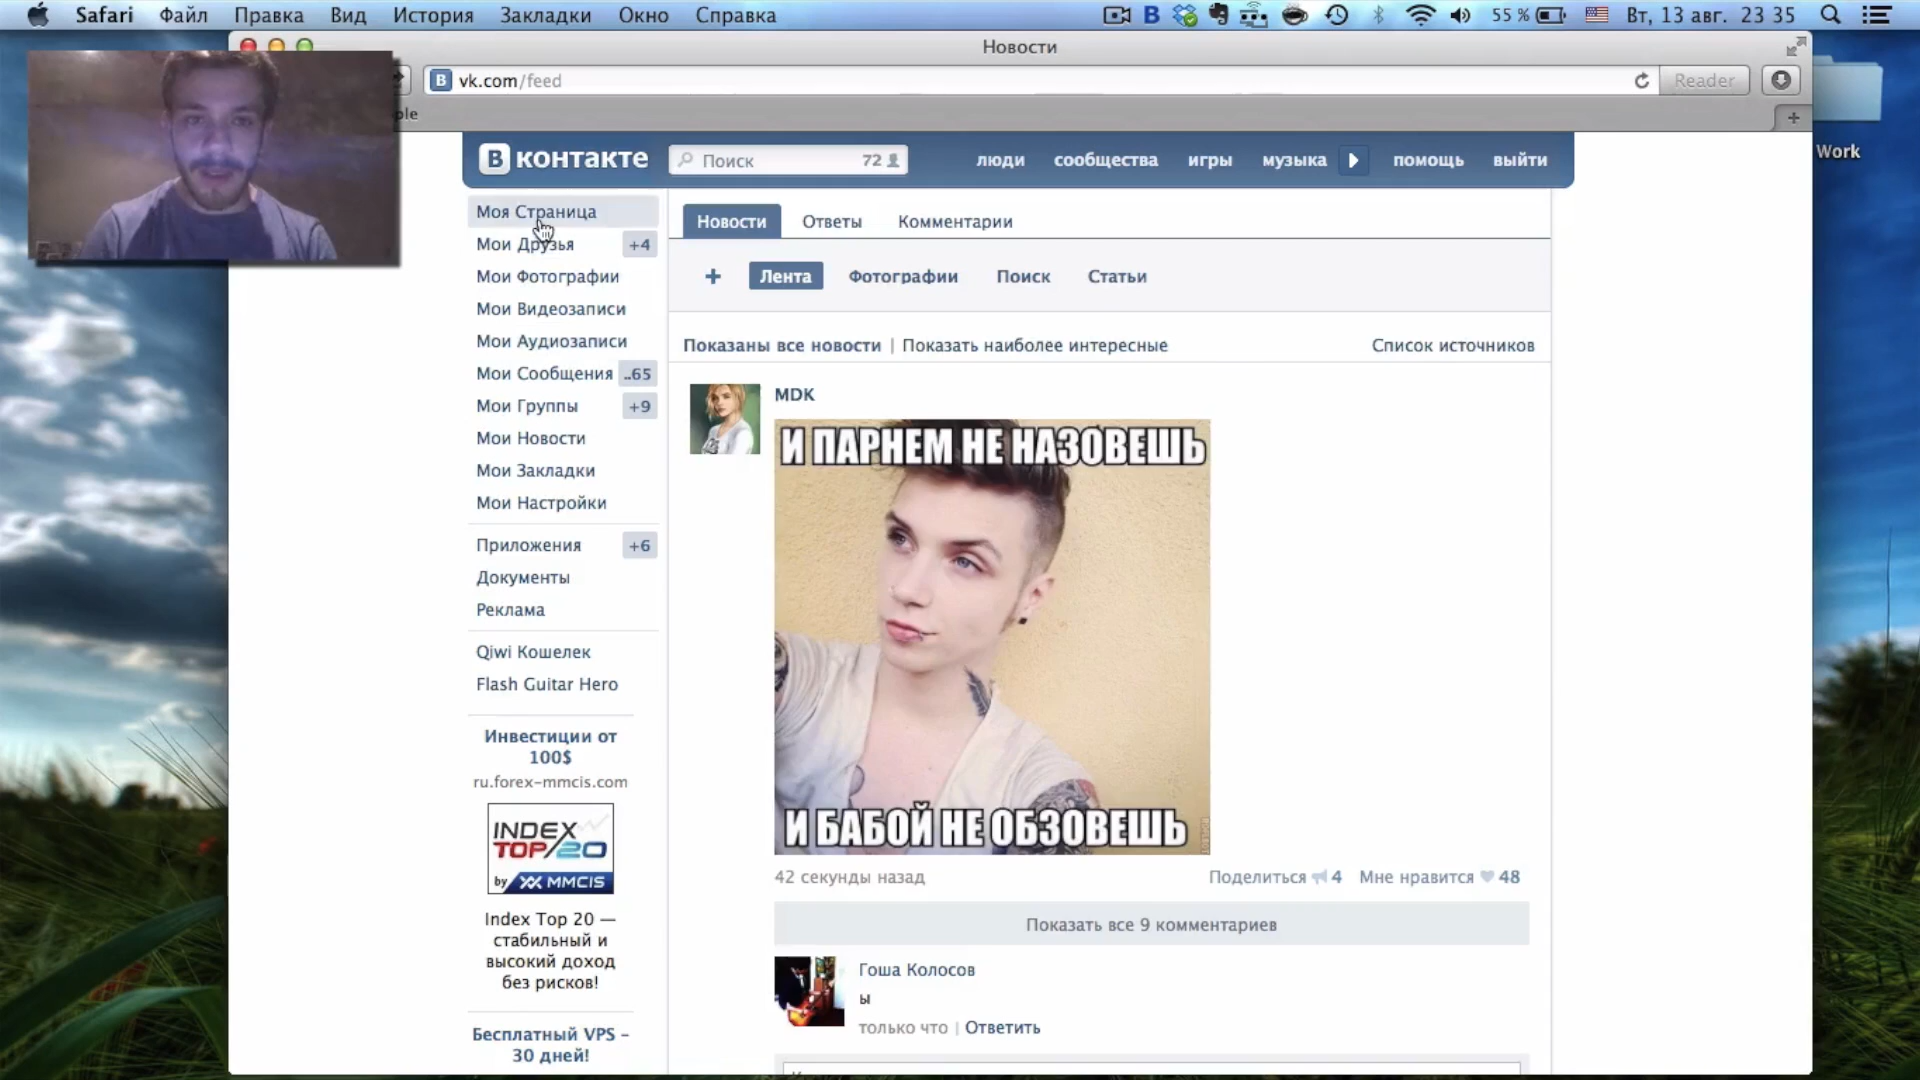 Safari Файл Правка Вид История Закладки Окно Справка 55 % Вт, 13 авг. 23 35
Новости
vk.com/feed Reader
ple
Work
В контакте Поиск 72 люди сообщества игры музыка помощь выйти
Моя Страница
Мои Друзья +4
Мои Фотографии
Мои Видеозаписи
Мои Аудиозаписи
Мои Сообщения ..65
Мои Группы +9
Мои Новости
Мои Закладки
Мои Настройки
Приложения +6
Документы
Реклама
Qiwi Кошелек
Flash Guitar Hero
Инвестиции от
100$
ru.forex-mmcis.com
INDEX
TOP/20
by MMCIS
Index Top 20 —
стабильный и
высокий доход
без рисков!
Бесплатный VPS -
30 дней!
Новости Ответы Комментарии
+ Лента Фотографии Поиск Статьи
Показаны все новости | Показать наиболее интересные Список источников
MDK
И ПАРНЕМ НЕ НАЗОВЕШЬ
И БАБОЙ НЕ ОБЗОВЕШЬ
42 секунды назад Поделиться 4 Мне нравится 48
Показать все 9 комментариев
Гоша Колосов
ы
только что | Ответить